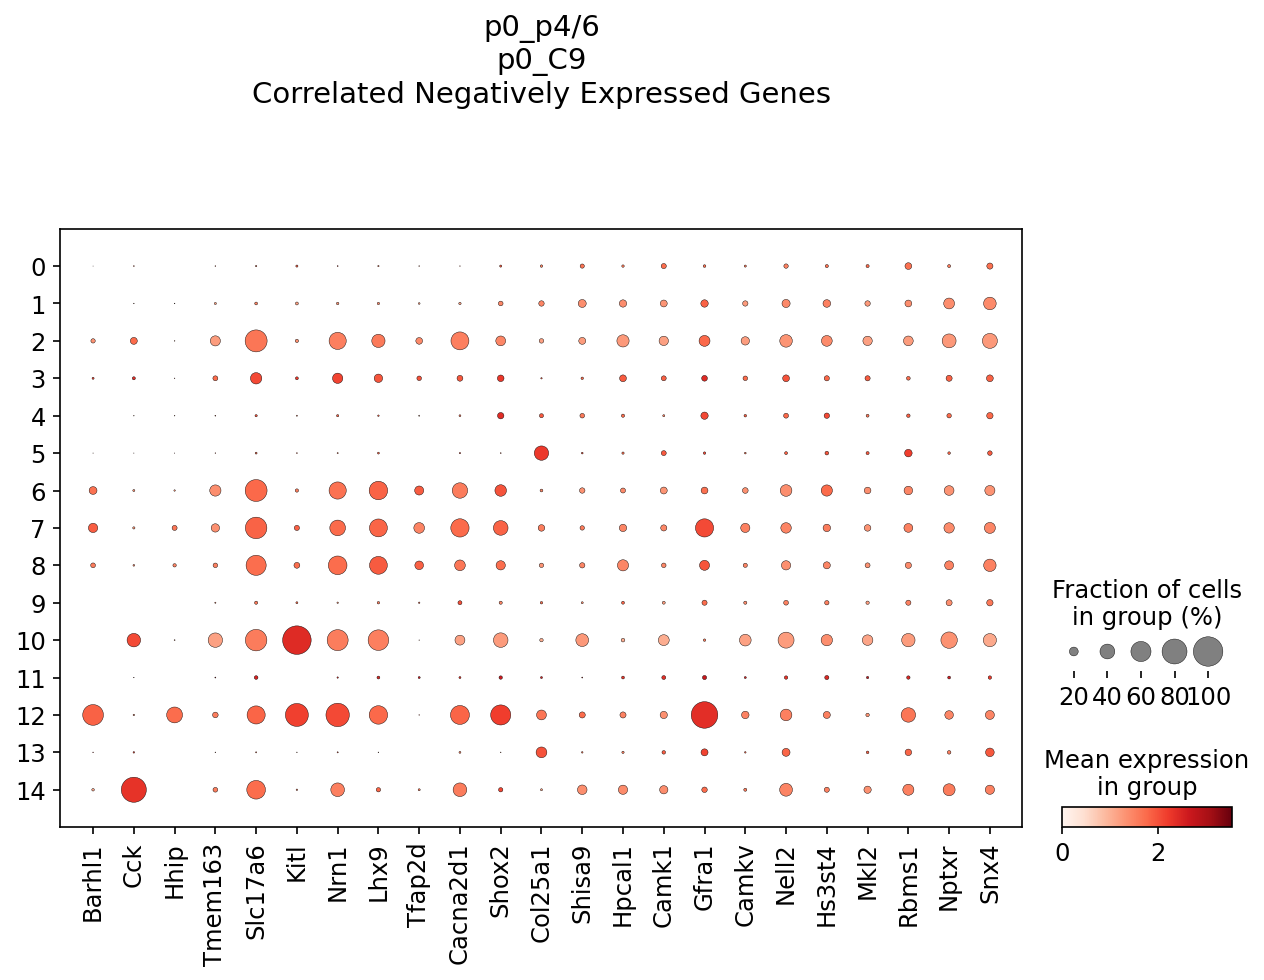 p0_p4/6
p0_C9
Correlated Negatively Expressed Genes
0
1
2
3
4
5
6
7
8
9
10
11
12
13
14
Barhl1 Cck Hhip Tmem163 Slc17a6 Kitl Nrn1 Lhx9 Tfap2d Cacna2d1 Shox2 Col25a1 Shisa9 Hpcal1 Camk1 Gfra1 Camkv Nell2 Hs3st4 Mkl2 Rbms1 Nptxr Snx4
Fraction of cells
in group (%)
20 40 60 80 100
Mean expression
in group
0 2